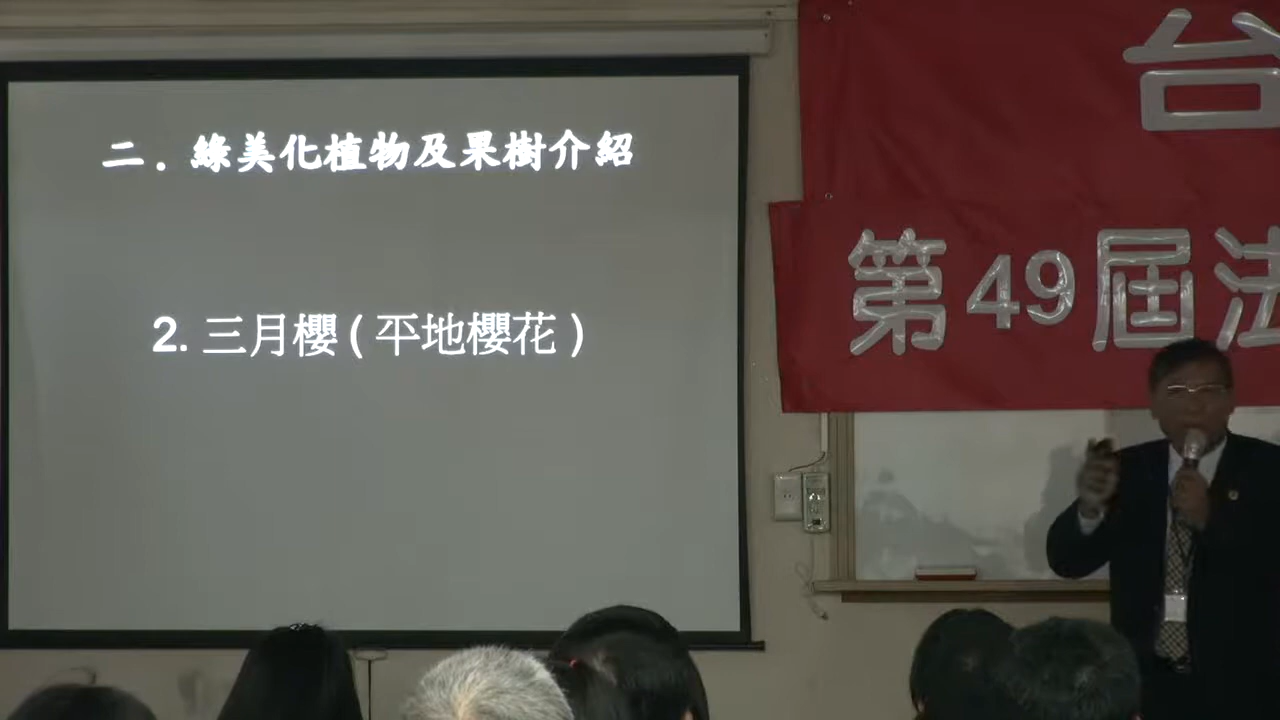 二. 綠美化植物及果樹介紹
2. 三月櫻 ( 平地櫻花 )
台
第49屆法